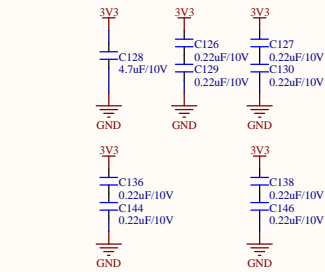 3V3
3V3
3V3
C128
4.7uF/10V
C126
0.22uF/10V
C129
0.22uF/10V
C127
0.22uF/10V
C130
0.22uF/10V
GND
GND
GND
3V3
3V3
C136
0.22uF/10V
C144
0.22uF/10V
C138
0.22uF/10V
C146
0.22uF/10V
GND
GND